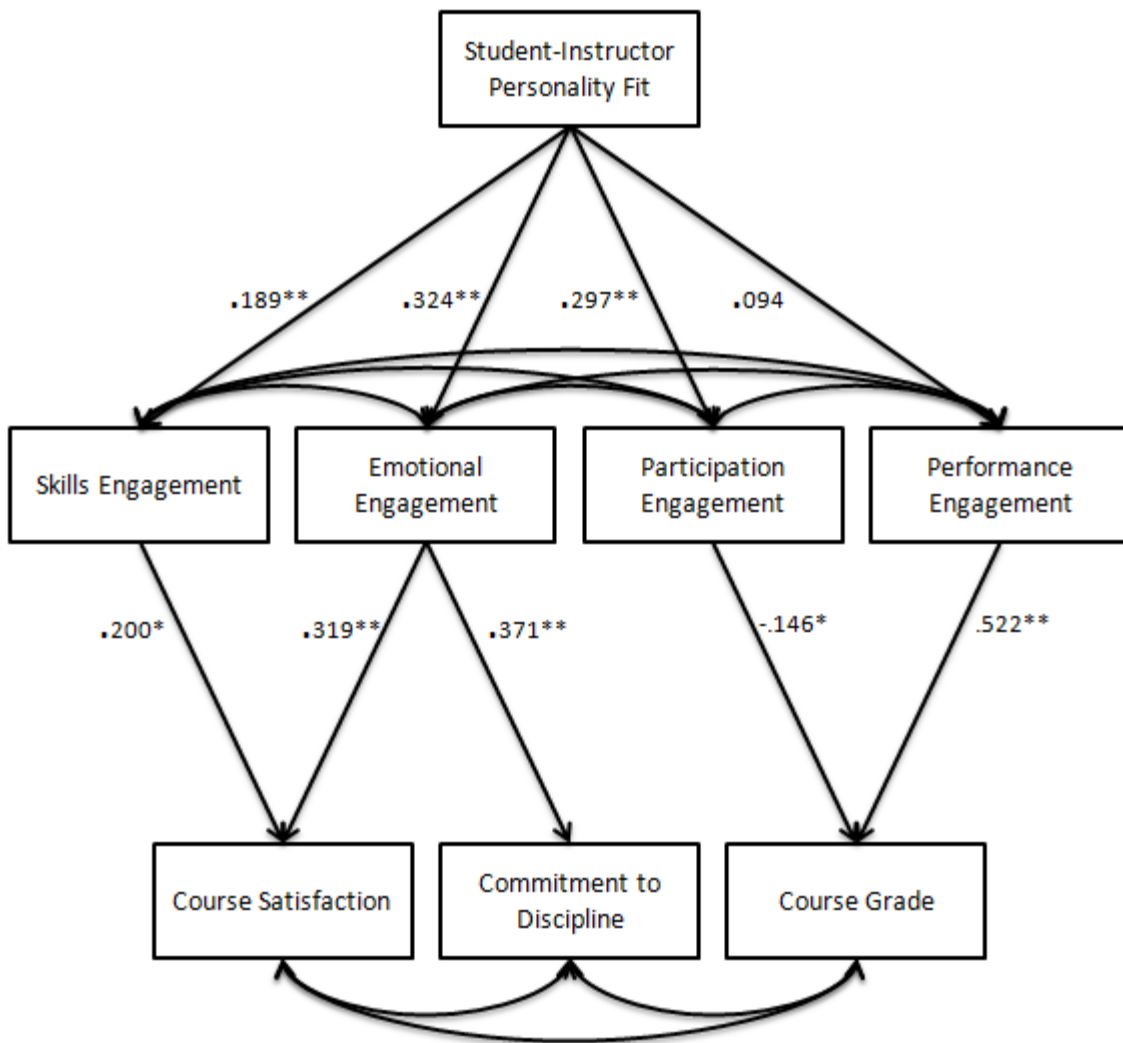 Student-Instructor
Personality Fit
.189**
.324**
.297**
.094
Skills Engagement
Emotional
Engagement
Participation
Engagement
Performance
Engagement
.200*
.319**
.371**
-.146*
.522**
Course Satisfaction
Commitment to
Discipline
Course Grade